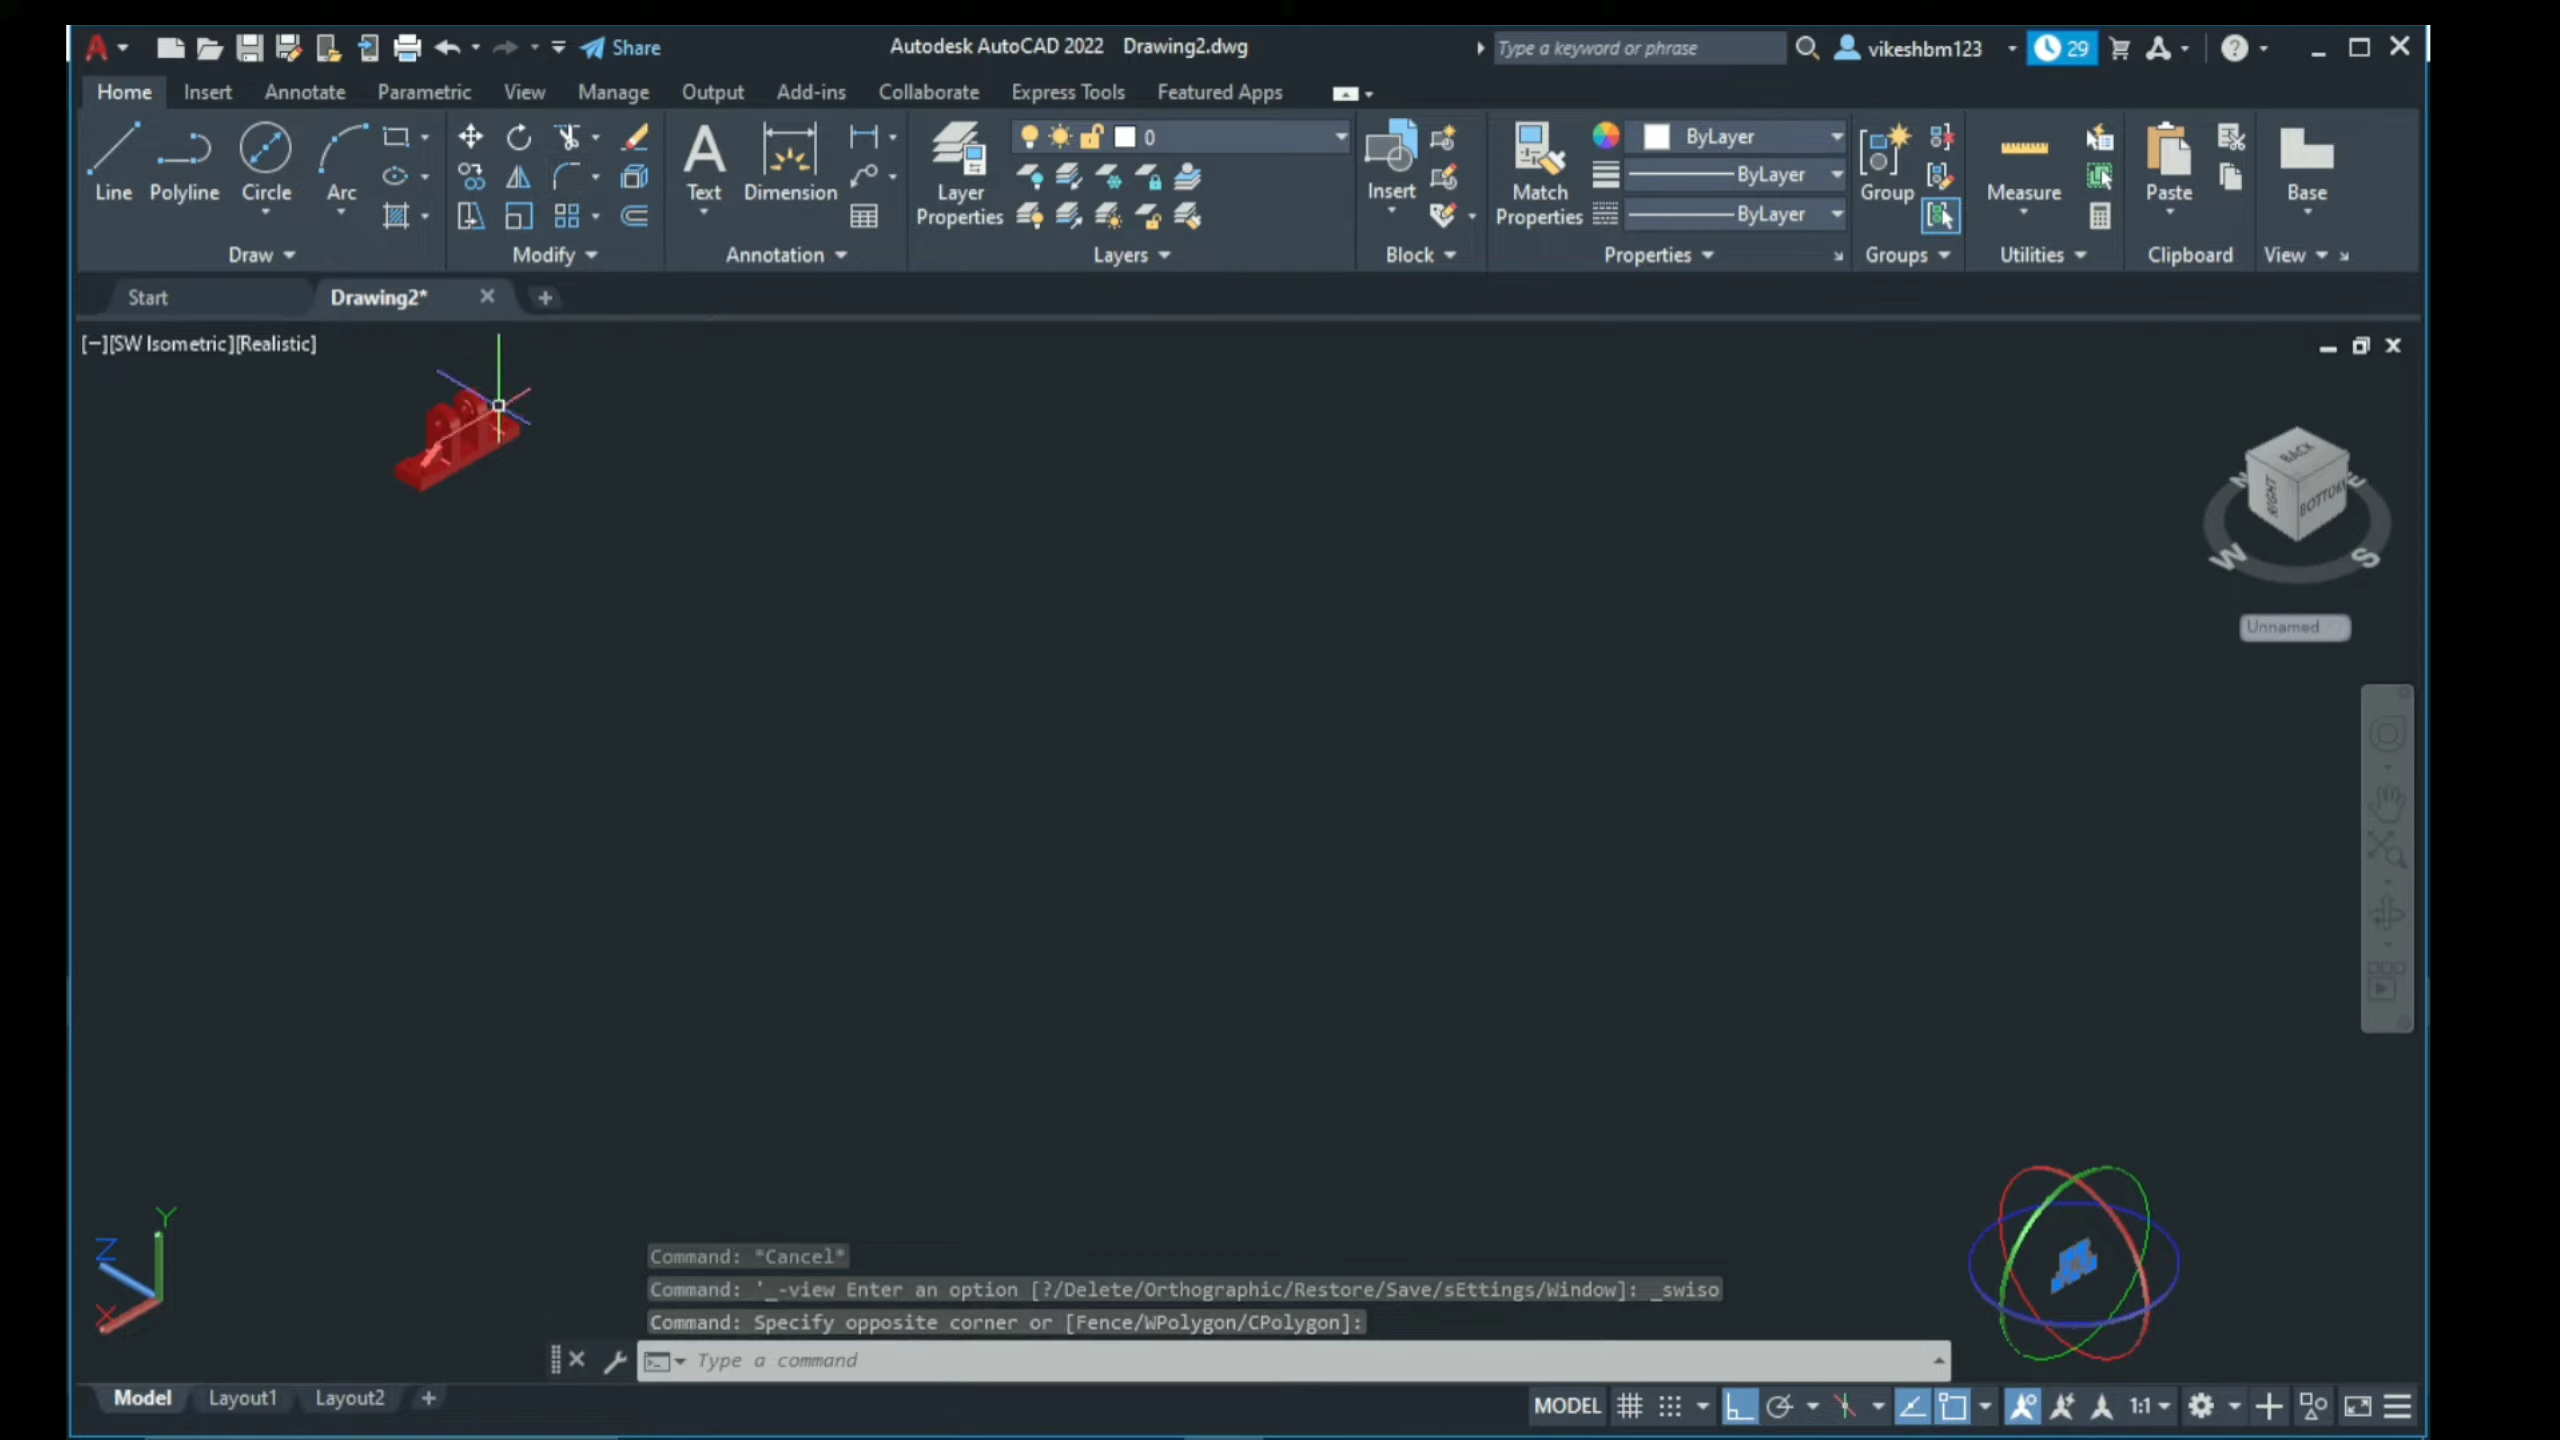 Share
Autodesk AutoCAD 2022 Drawing2.dwg
Type a keyword or phrase
vikeshbm123
29
Home Insert Annotate Parametric View Manage Output Add-ins Collaborate Express Tools Featured Apps
Line Polyline Circle Arc
Draw
Modify
Text Dimension
Annotation
Layer Properties
0
Layers
Insert
Block
Match Properties
ByLayer
ByLayer
ByLayer
Properties
Group
Groups
Measure
Utilities
Paste
Clipboard
Base
View
Start Drawing2*
[−][SW Isometric][Realistic]
BACK
RIGHT
BOTTOM
W S
Unnamed
Y
Z
X
Command: *Cancel*
Command: '_-view Enter an option [?/Delete/Orthographic/Restore/Save/sEttings/Window]: _swiso
Command: Specify opposite corner or [Fence/WPolygon/CPolygon]:
Type a command
Model Layout1 Layout2
MODEL
1:1